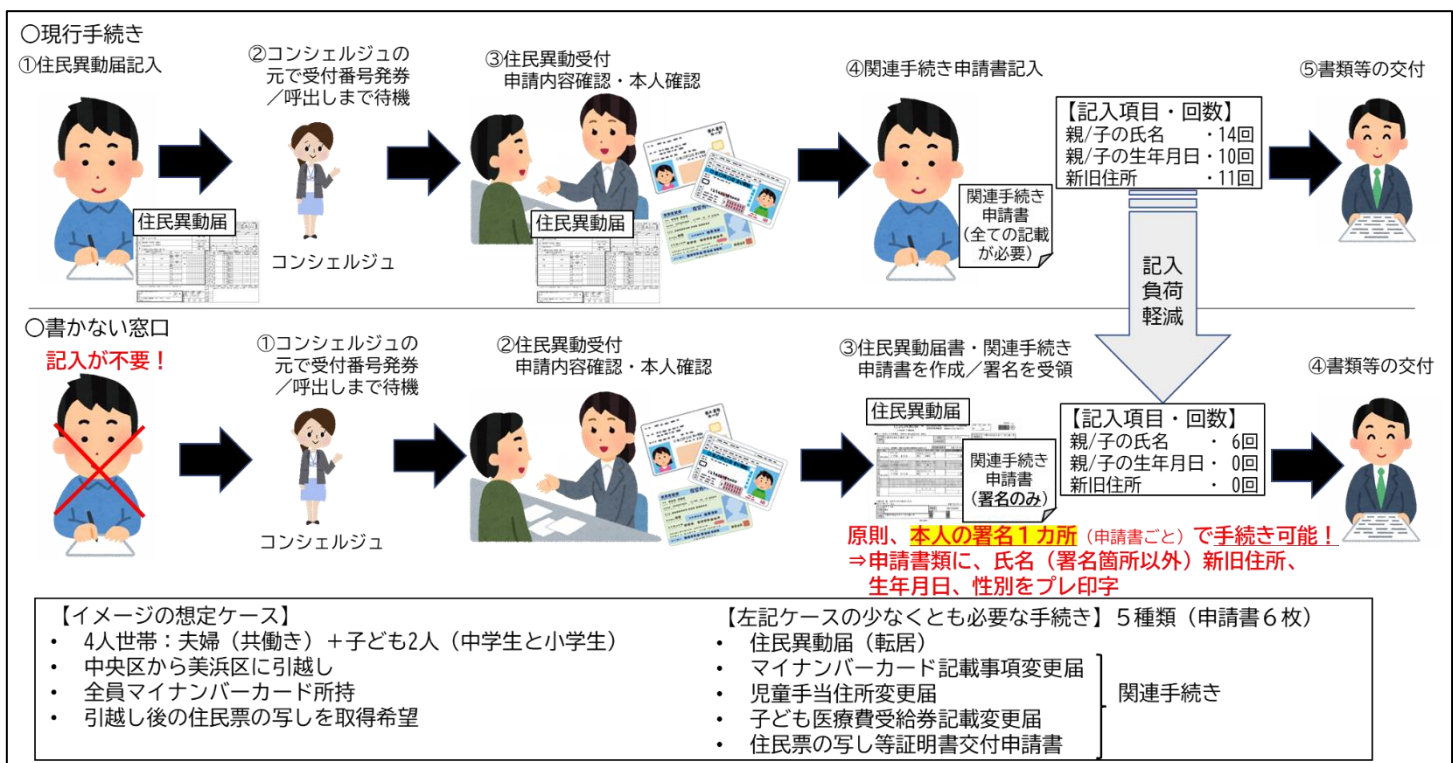 ○現行手続き
①住民異動届記入
②コンシェルジュの
元で受付番号発券
／呼出しまで待機
コンシェルジュ
③住民異動受付
申請内容確認・本人確認
④関連手続き申請書記入
⑤書類等の交付
住民異動届
住民異動届
関連手続き
申請書
(全ての記載
が必要)
【記入項目・回数】
親/子の氏名 ・14回
親/子の生年月日・10回
新旧住所 ・11回
記入
負荷
軽減
○書かない窓口
記入が不要！
①コンシェルジュの
元で受付番号発券
／呼出しまで待機
コンシェルジュ
②住民異動受付
申請内容確認・本人確認
③住民異動届書・関連手続き
申請書を作成／署名を受領
④書類等の交付
住民異動届
関連手続き
申請書
(署名のみ)
【記入項目・回数】
親/子の氏名 ・ 6回
親/子の生年月日・ 0回
新旧住所 ・ 0回
原則、本人の署名１カ所（申請書ごと）で手続き可能！
⇒申請書類に、氏名（署名箇所以外）新旧住所、
生年月日、性別をプレ印字
【イメージの想定ケース】
• 4人世帯：夫婦（共働き）＋子ども2人（中学生と小学生）
• 中央区から美浜区に引越し
• 全員マイナンバーカード所持
• 引越し後の住民票の写しを取得希望
【左記ケースの少なくとも必要な手続き】５種類（申請書６枚）
• 住民異動届（転居）
• マイナンバーカード記載事項変更届
• 児童手当住所変更届
• 子ども医療費受給券記載変更届
• 住民票の写し等証明書交付申請書
関連手続き